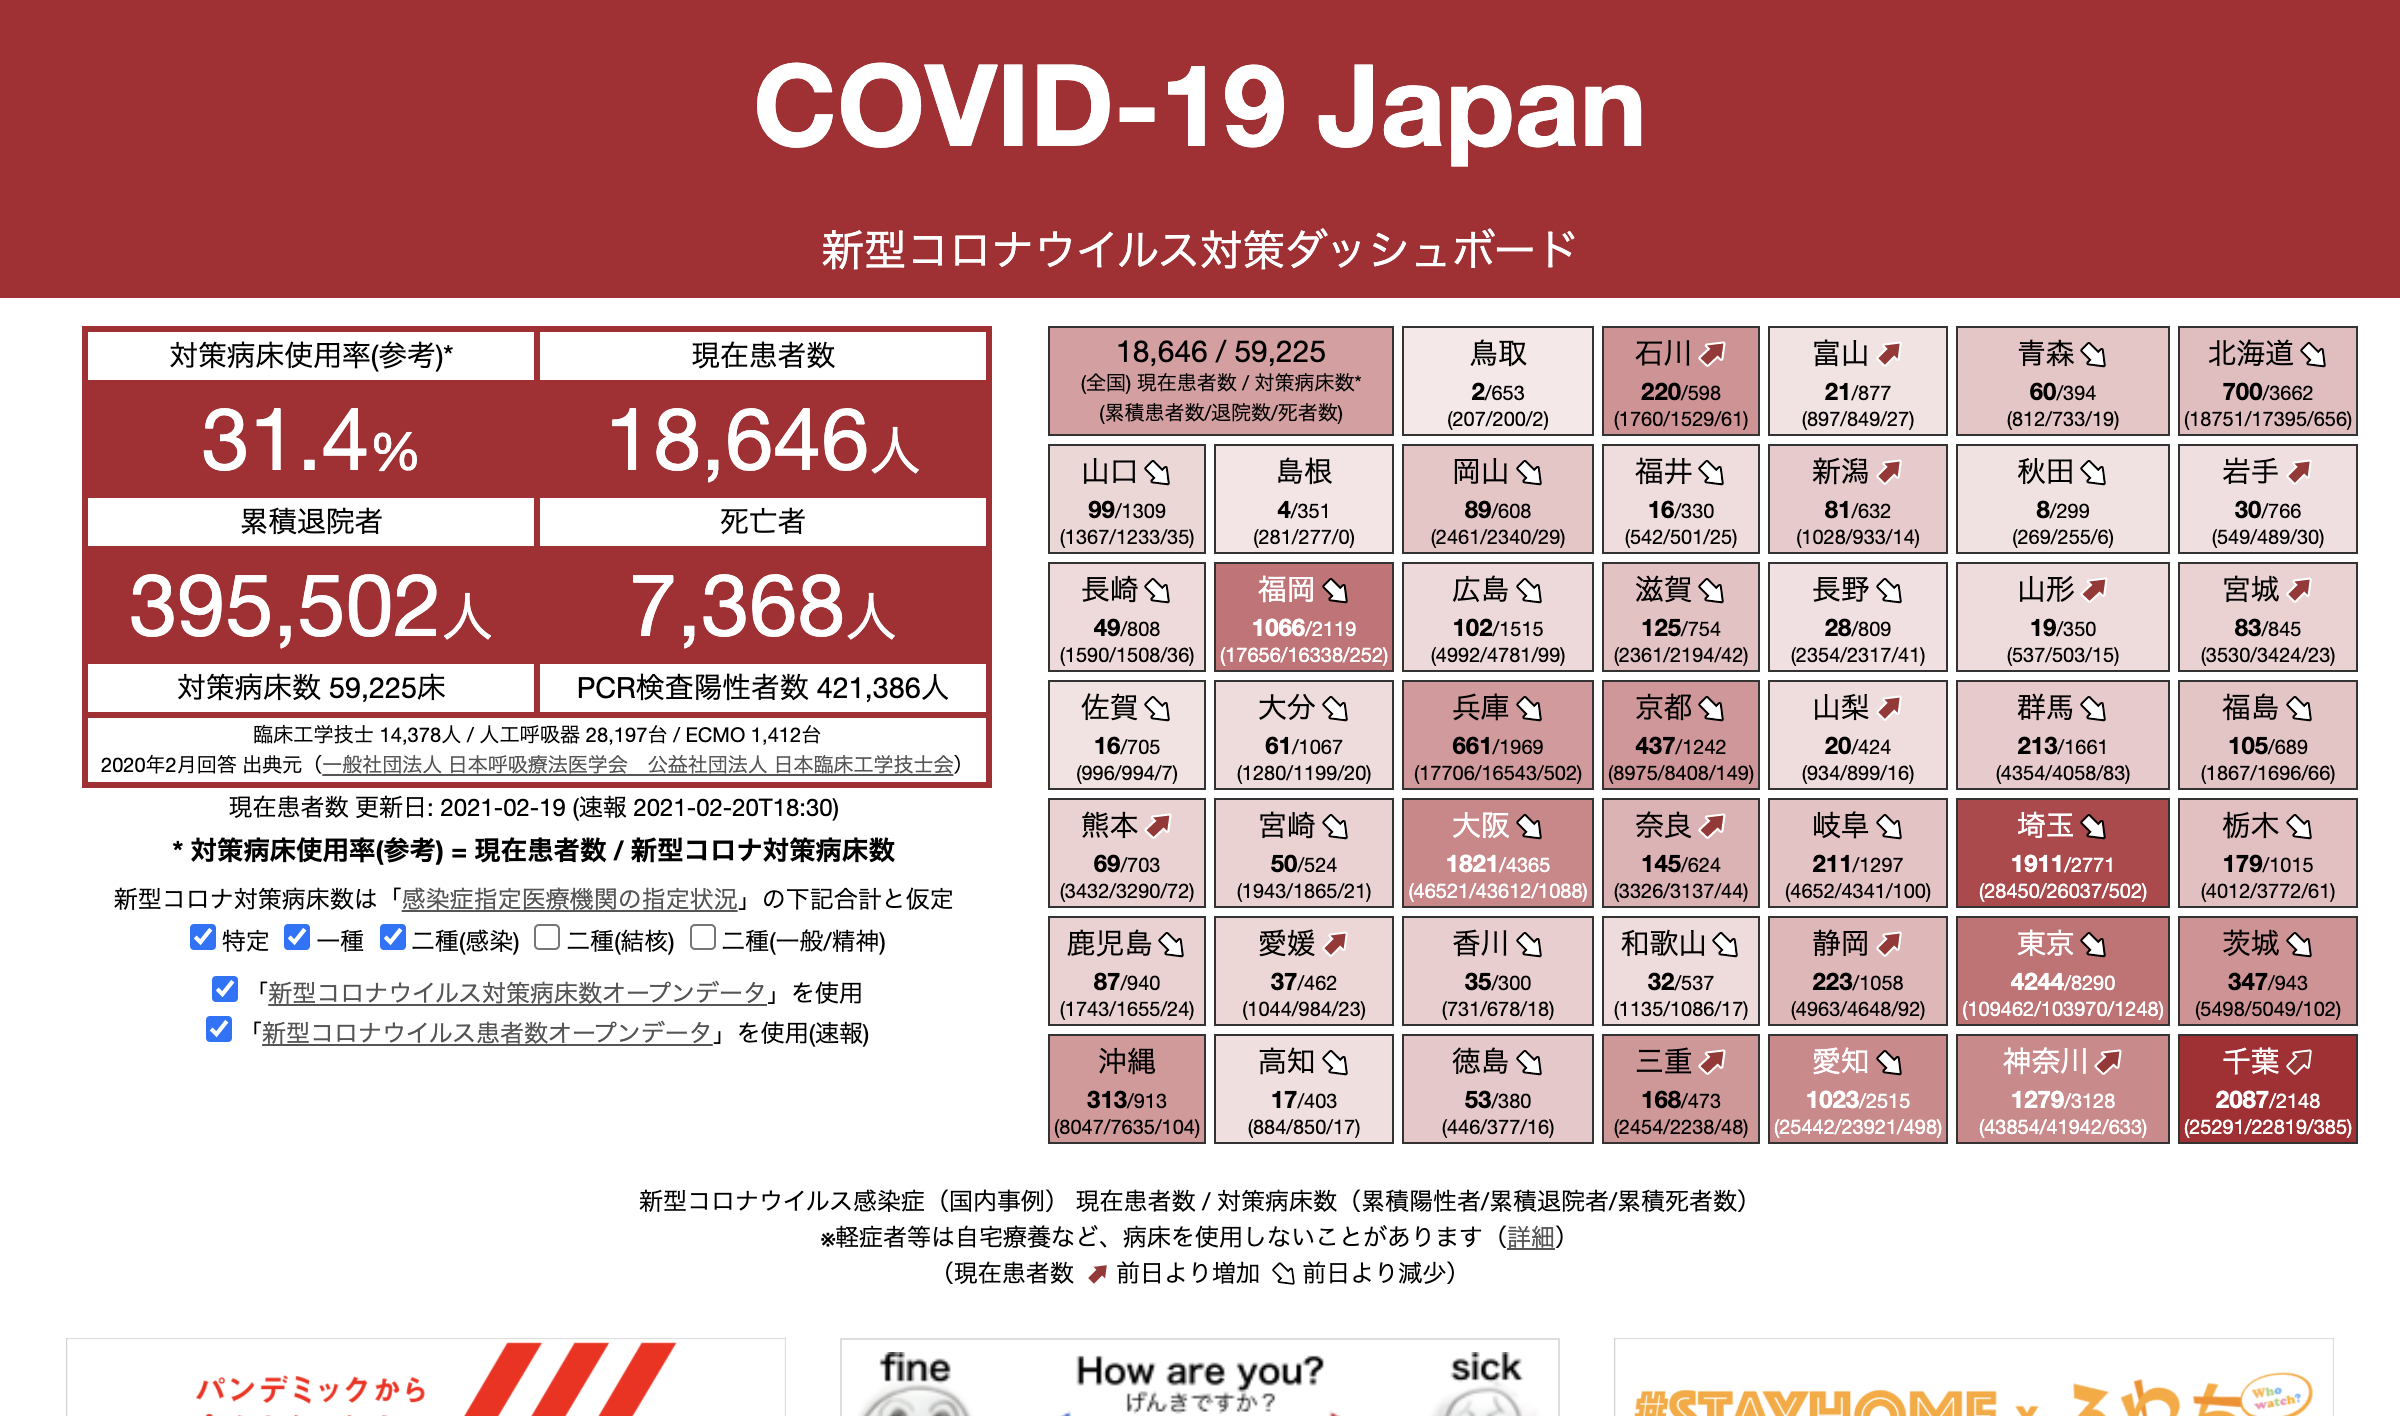 COVID-19 Japan
新型コロナウイルス対策ダッシュボード
対策病床使用率(参考)*
現在患者数
31.4%
18,646人
累積退院者
死亡者
395,502人
7,368人
対策病床数 59,225床
PCR検査陽性者数 421,386人
臨床工学技士 14,378人 / 人工呼吸器 28,197台 / ECMO 1,412台
2020年2月回答 出典元（一般社団法人 日本呼吸療法医学会　公益社団法人 日本臨床工学技士会）
現在患者数 更新日: 2021-02-19 (速報 2021-02-20T18:30)
* 対策病床使用率(参考) = 現在患者数 / 新型コロナ対策病床数
新型コロナ対策病床数は「感染症指定医療機関の指定状況」の下記合計と仮定
特定 一種 二種(感染) 二種(結核) 二種(一般/精神)
「新型コロナウイルス対策病床数オープンデータ」を使用
「新型コロナウイルス患者数オープンデータ」を使用(速報)
18,646 / 59,225
(全国) 現在患者数 / 対策病床数*
(累積患者数/退院数/死者数)
鳥取
2/653
(207/200/2)
石川
220/598
(1760/1529/61)
富山
21/877
(897/849/27)
青森
60/394
(812/733/19)
北海道
700/3662
(18751/17395/656)
山口
99/1309
(1367/1233/35)
島根
4/351
(281/277/0)
岡山
89/608
(2461/2340/29)
福井
16/330
(542/501/25)
新潟
81/632
(1028/933/14)
秋田
8/299
(269/255/6)
岩手
30/766
(549/489/30)
長崎
49/808
(1590/1508/36)
福岡
1066/2119
(17656/16338/252)
広島
102/1515
(4992/4781/99)
滋賀
125/754
(2361/2194/42)
長野
28/809
(2354/2317/41)
山形
19/350
(537/503/15)
宮城
83/845
(3530/3424/23)
佐賀
16/705
(996/994/7)
大分
61/1067
(1280/1199/20)
兵庫
661/1969
(17706/16543/502)
京都
437/1242
(8975/8408/149)
山梨
20/424
(934/899/16)
群馬
213/1661
(4354/4058/83)
福島
105/689
(1867/1696/66)
熊本
69/703
(3432/3290/72)
宮崎
50/524
(1943/1865/21)
大阪
1821/4365
(46521/43612/1088)
奈良
145/624
(3326/3137/44)
岐阜
211/1297
(4652/4341/100)
埼玉
1911/2771
(28450/26037/502)
栃木
179/1015
(4012/3772/61)
鹿児島
87/940
(1743/1655/24)
愛媛
37/462
(1044/984/23)
香川
35/300
(731/678/18)
和歌山
32/537
(1135/1086/17)
静岡
223/1058
(4963/4648/92)
東京
4244/8290
(109462/103970/1248)
茨城
347/943
(5498/5049/102)
沖縄
313/913
(8047/7635/104)
高知
17/403
(884/850/17)
徳島
53/380
(446/377/16)
三重
168/473
(2454/2238/48)
愛知
1023/2515
(25442/23921/498)
神奈川
1279/3128
(43854/41942/633)
千葉
2087/2148
(25291/22819/385)
新型コロナウイルス感染症（国内事例） 現在患者数 / 対策病床数（累積陽性者/累積退院者/累積死者数）
※軽症者等は自宅療養など、病床を使用しないことがあります（詳細）
（現在患者数 前日より増加 前日より減少）
パンデミックから
fine
How are you?
sick
げんきですか？
#STAYHOME x
Who watch?